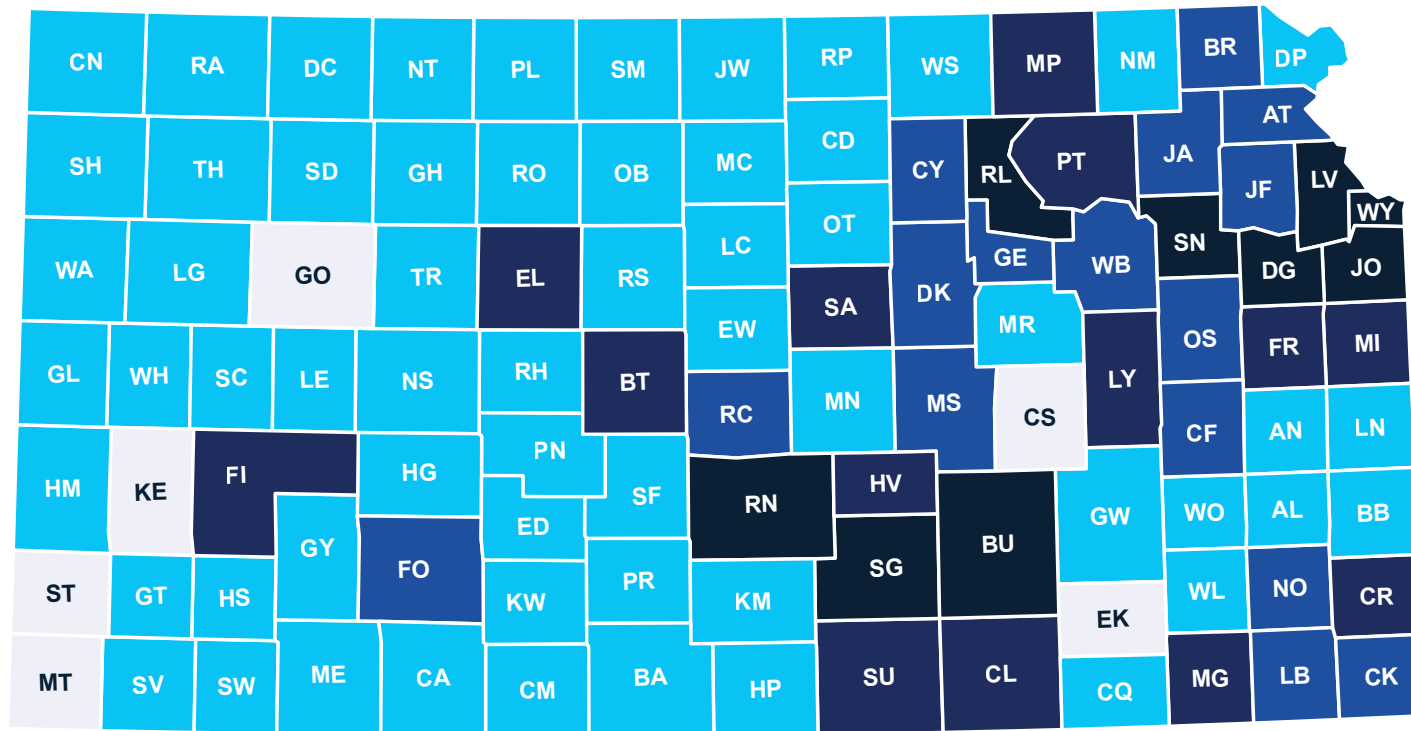 CN RA DC NT PL SM JW RP WS MP NM BR DP
SH TH SD GH RO OB MC CD CY RL PT JA AT
JF LV WY
WA LG GO TR EL RS LC OT DK GE WB SN DG JO
EW SA MR
GL WH SC LE NS RH BT RC MN MS CS LY OS FR MI
CF AN LN
HM KE FI HG PN SF RN HV BU GW WO AL BB
GY ED
ST GT HS FO KW PR KM SG EK WL NO CR
MT SV SW ME CA CM BA HP SU CL CQ MG LB CK